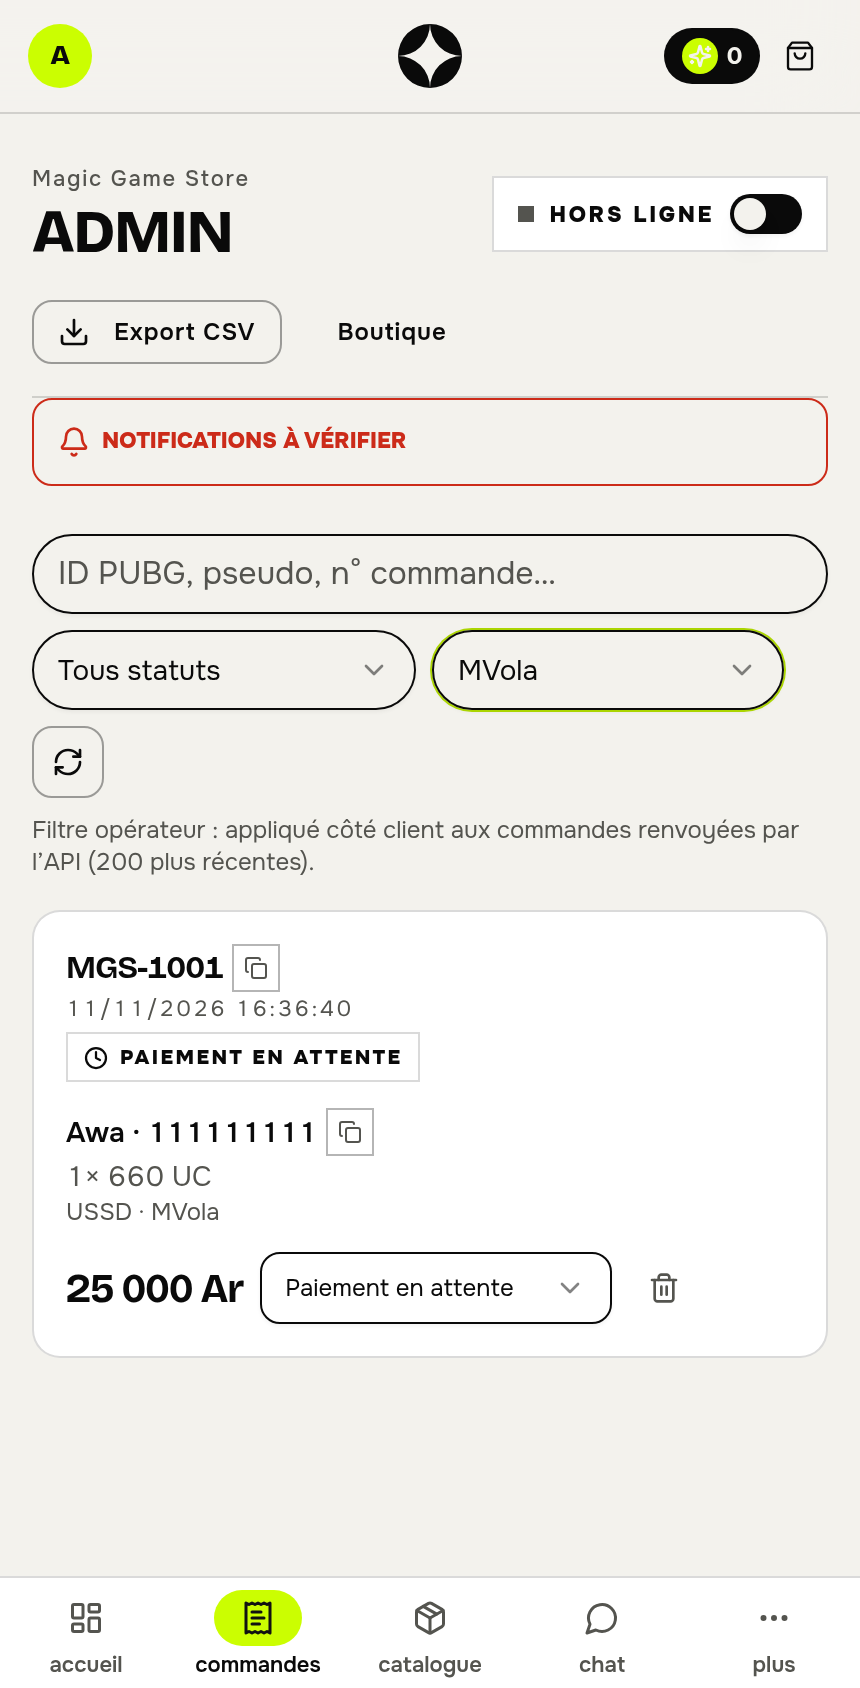 A
0
Magic Game Store
ADMIN
HORS LIGNE
Export CSV
Boutique
NOTIFICATIONS À VÉRIFIER
ID PUBG, pseudo, n° commande…
Tous statuts
MVola
Filtre opérateur : appliqué côté client aux commandes renvoyées par
l’API (200 plus récentes).
MGS-1001
11/11/2026 16:36:40
PAIEMENT EN ATTENTE
Awa · 111111111
1× 660 UC
USSD · MVola
25 000 Ar
Paiement en attente
accueil
commandes
catalogue
chat
plus